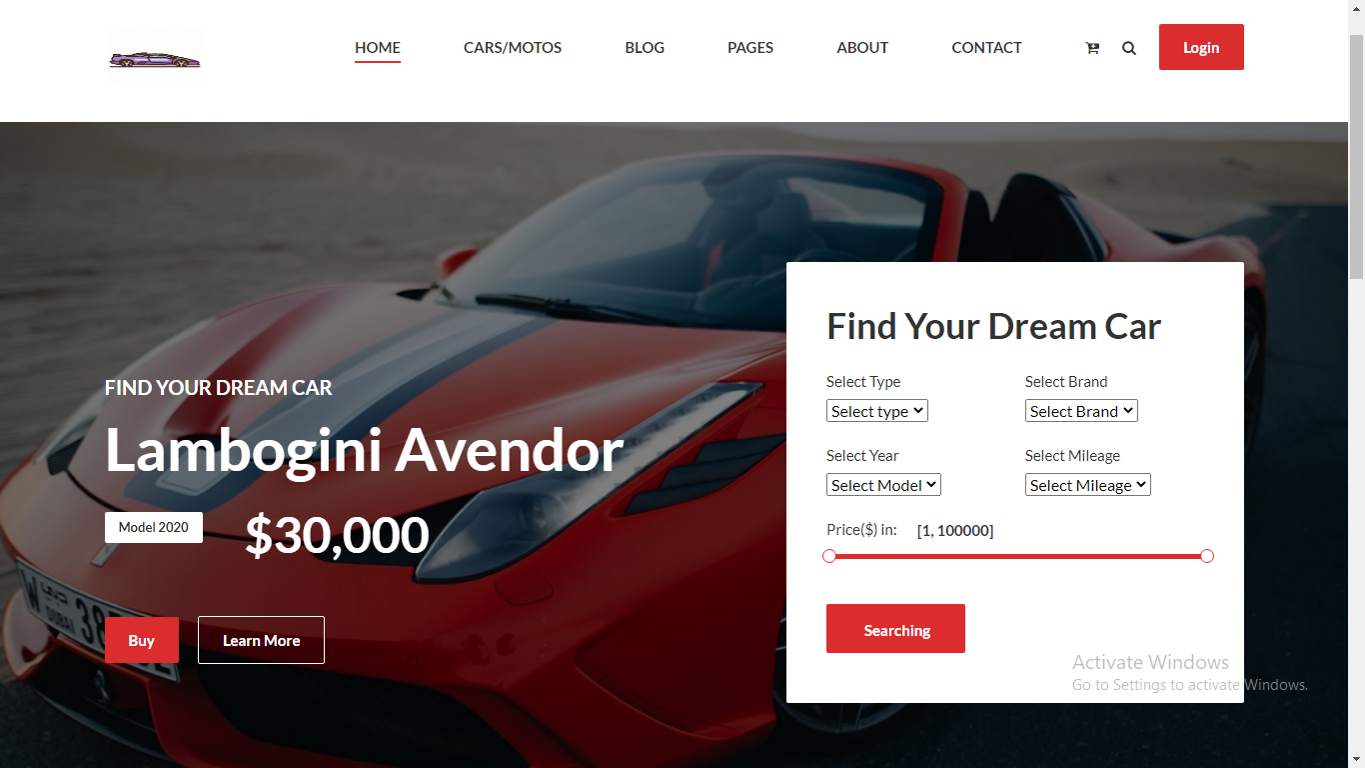 HOME CARS/MOTOS BLOG PAGES ABOUT CONTACT Login
Find Your Dream Car
FIND YOUR DREAM CAR
Lambogini Avendor
Model 2020 $30,000
Buy Learn More
Select Type Select Brand
Select type Select Brand
Select Year Select Mileage
Select Model Select Mileage
Price($) in: [1, 100000]
Searching
Activate Windows
Go to Settings to activate Windows.
W
DUBAI
دبي